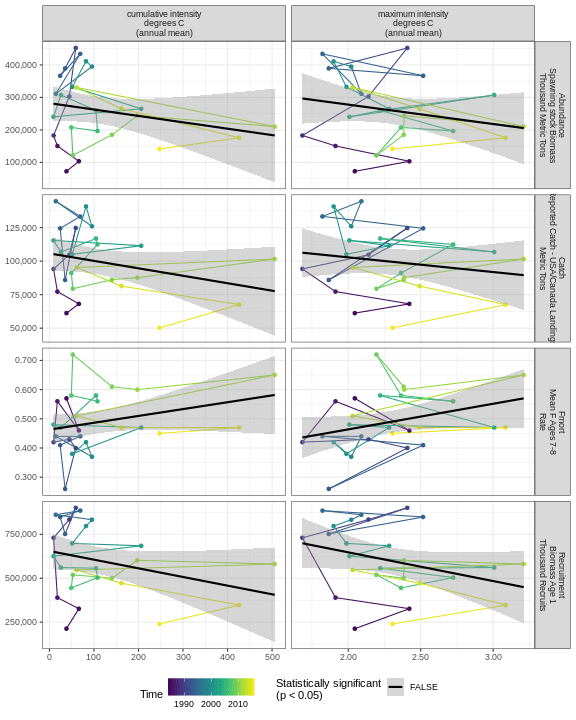 cumulative intensity
degrees C
(annual mean)
maximum intensity
degrees C
(annual mean)
400,000
300,000
200,000
100,000
Abundance
Spawning stock Biomass
Thousand Metric Tons
125,000
100,000
75,000
50,000
Catch
eported Catch - USA/Canada Landing
Metric Tons
0.700
0.600
0.500
0.400
0.300
Fmort
Mean F Ages 7-8
Rate
750,000
500,000
250,000
Recruitment
Biomass Age 1
Thousand Recruits
0 100 200 300 400 500
2.00 2.50 3.00
Time
1990 2000 2010
Statistically significant
(p < 0.05)
FALSE